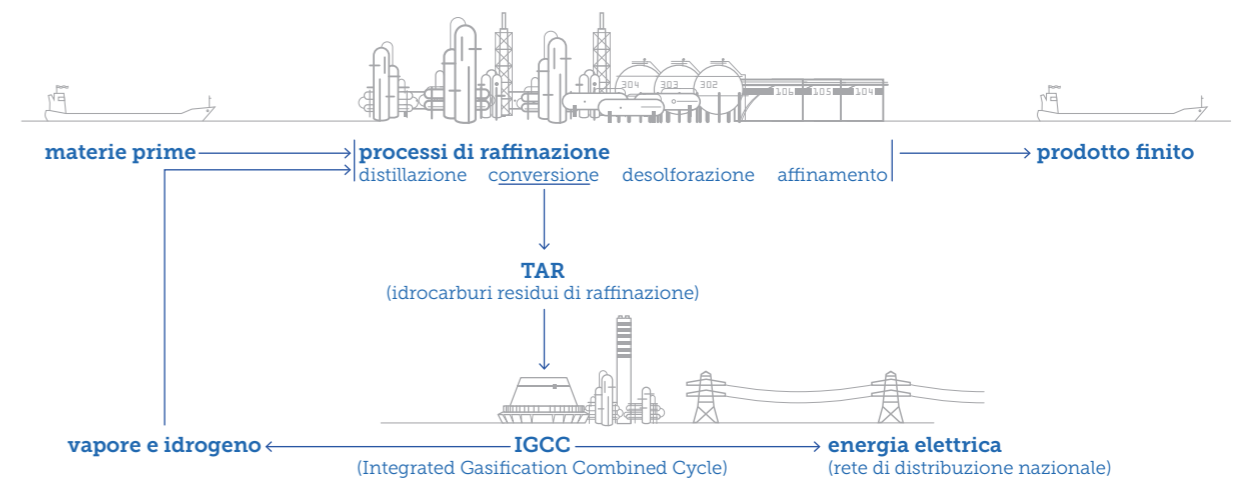 304 303 302 106 105 104
materie prime processi di raffinazione prodotto finito
distillazione conversione desolforazione affinamento
TAR
(idrocarburi residui di raffinazione)
vapore e idrogeno IGCC energia elettrica
(Integrated Gasification Combined Cycle) (rete di distribuzione nazionale)